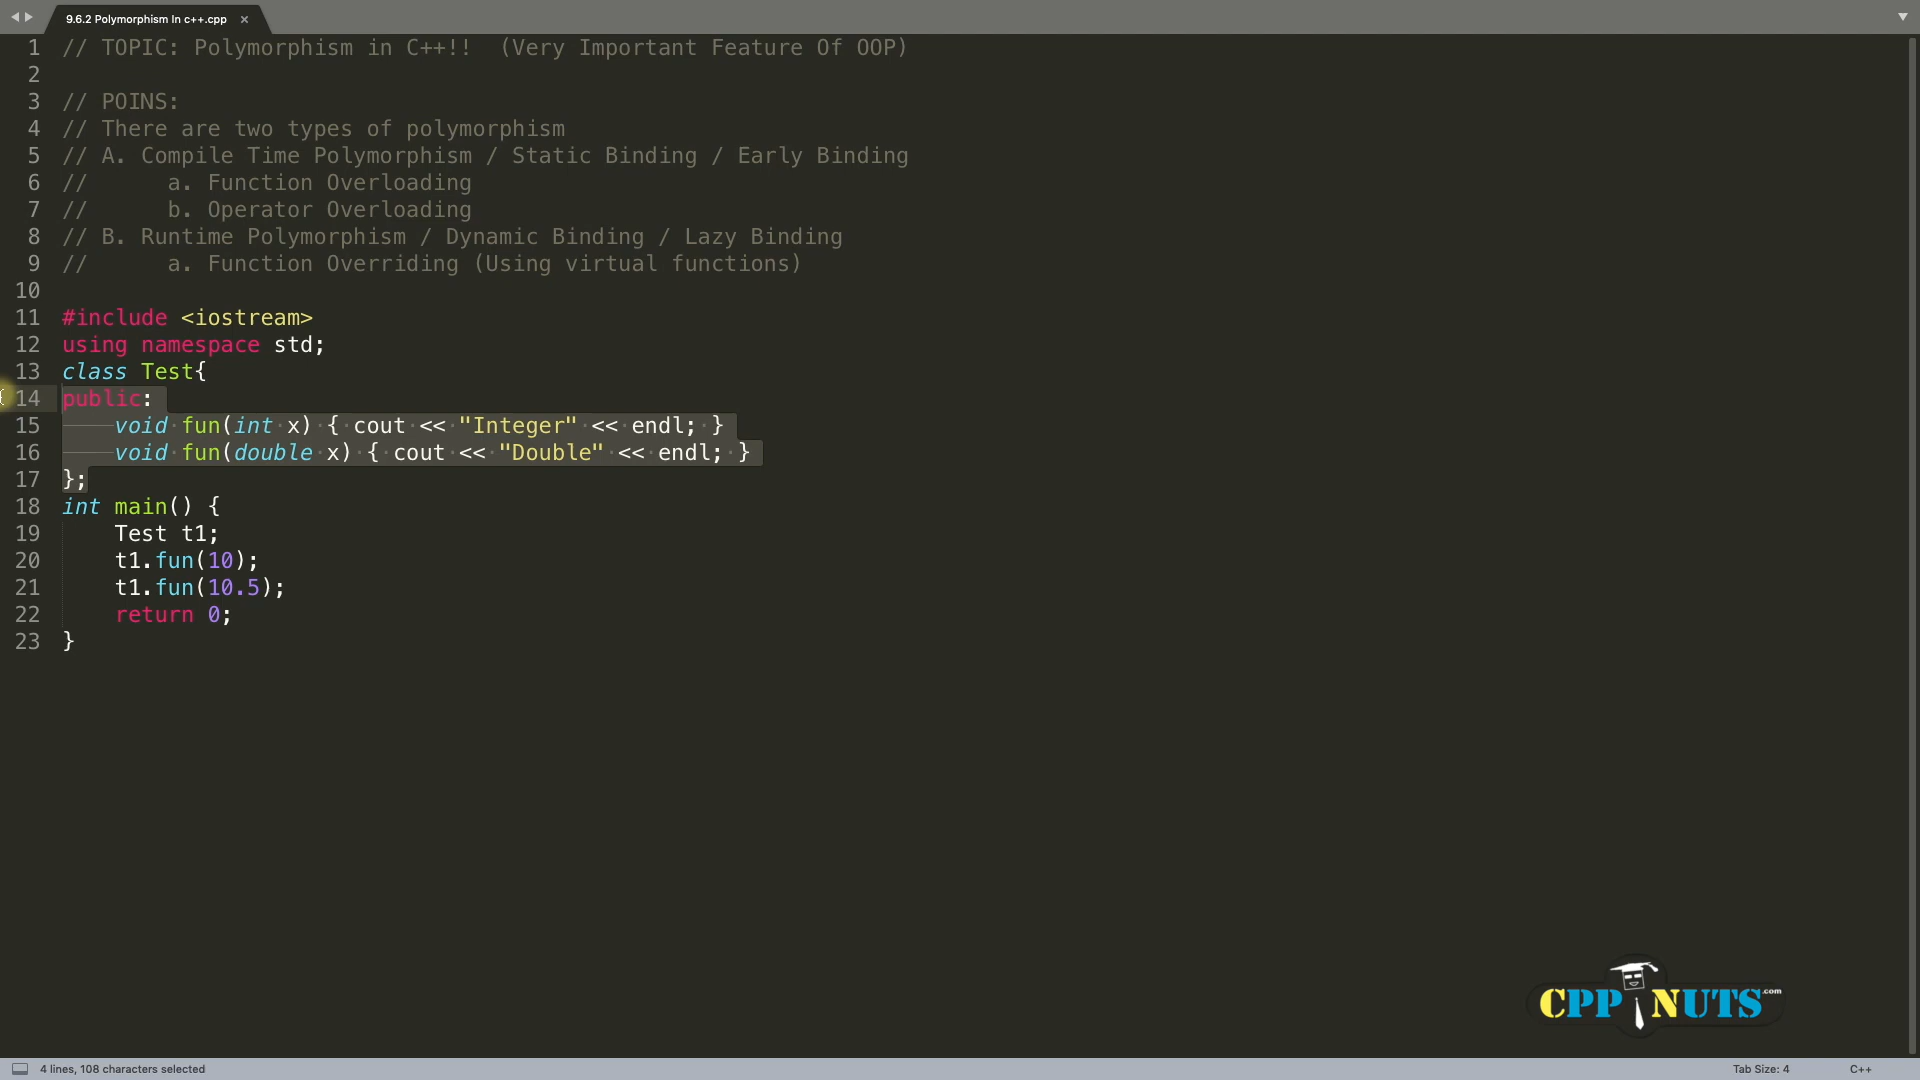 9.6.2 Polymorphism In c++.cpp ×
1 // TOPIC: Polymorphism in C++!!  (Very Important Feature Of OOP)
2
3 // POINS:
4 // There are two types of polymorphism
5 // A. Compile Time Polymorphism / Static Binding / Early Binding
6 //      a. Function Overloading
7 //      b. Operator Overloading
8 // B. Runtime Polymorphism / Dynamic Binding / Lazy Binding
9 //      a. Function Overriding (Using virtual functions)
10
11 #include <iostream>
12 using namespace std;
13 class Test{
14 public:
15     void fun(int x) { cout << "Integer" << endl; }
16     void fun(double x) { cout << "Double" << endl; }
17 };
18 int main() {
19     Test t1;
20     t1.fun(10);
21     t1.fun(10.5);
22     return 0;
23 }
CPP NUTS.com
4 lines, 108 characters selected Tab Size: 4 C++